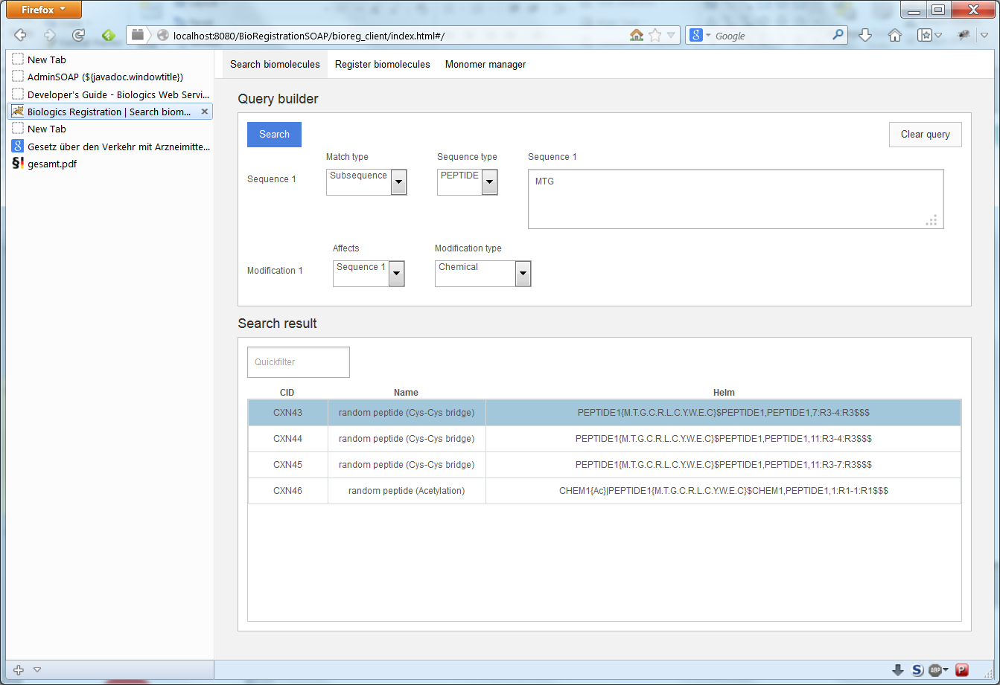 Firefox
localhost:8080/BioRegistrationSOAP/bioreg_client/index.html#/
Google
New Tab
AdminSOAP (${javadoc.windowtitle})
Developer's Guide - Biologics Web Servi...
Biologics Registration | Search biom...
New Tab
Gesetz über den Verkehr mit Arzneimitte...
gesamt.pdf
Search biomolecules Register biomolecules Monomer manager
Query builder
Search Clear query
Match type Sequence type Sequence 1
Sequence 1 Subsequence PEPTIDE MTG
Affects Modification type
Modification 1 Sequence 1 Chemical
Search result
Quickfilter
CID Name Helm
CXN43 random peptide (Cys-Cys bridge) PEPTIDE1{M.T.G.C.R.L.C.Y.W.E.C}$PEPTIDE1,PEPTIDE1,7:R3-4:R3$$$
CXN44 random peptide (Cys-Cys bridge) PEPTIDE1{M.T.G.C.R.L.C.Y.W.E.C}$PEPTIDE1,PEPTIDE1,11:R3-4:R3$$$
CXN45 random peptide (Cys-Cys bridge) PEPTIDE1{M.T.G.C.R.L.C.Y.W.E.C}$PEPTIDE1,PEPTIDE1,11:R3-7:R3$$$
CXN46 random peptide (Acetylation) CHEM1{Ac}|PEPTIDE1{M.T.G.C.R.L.C.Y.W.E.C}$CHEM1,PEPTIDE1,1:R1-1:R1$$$
S ABP P